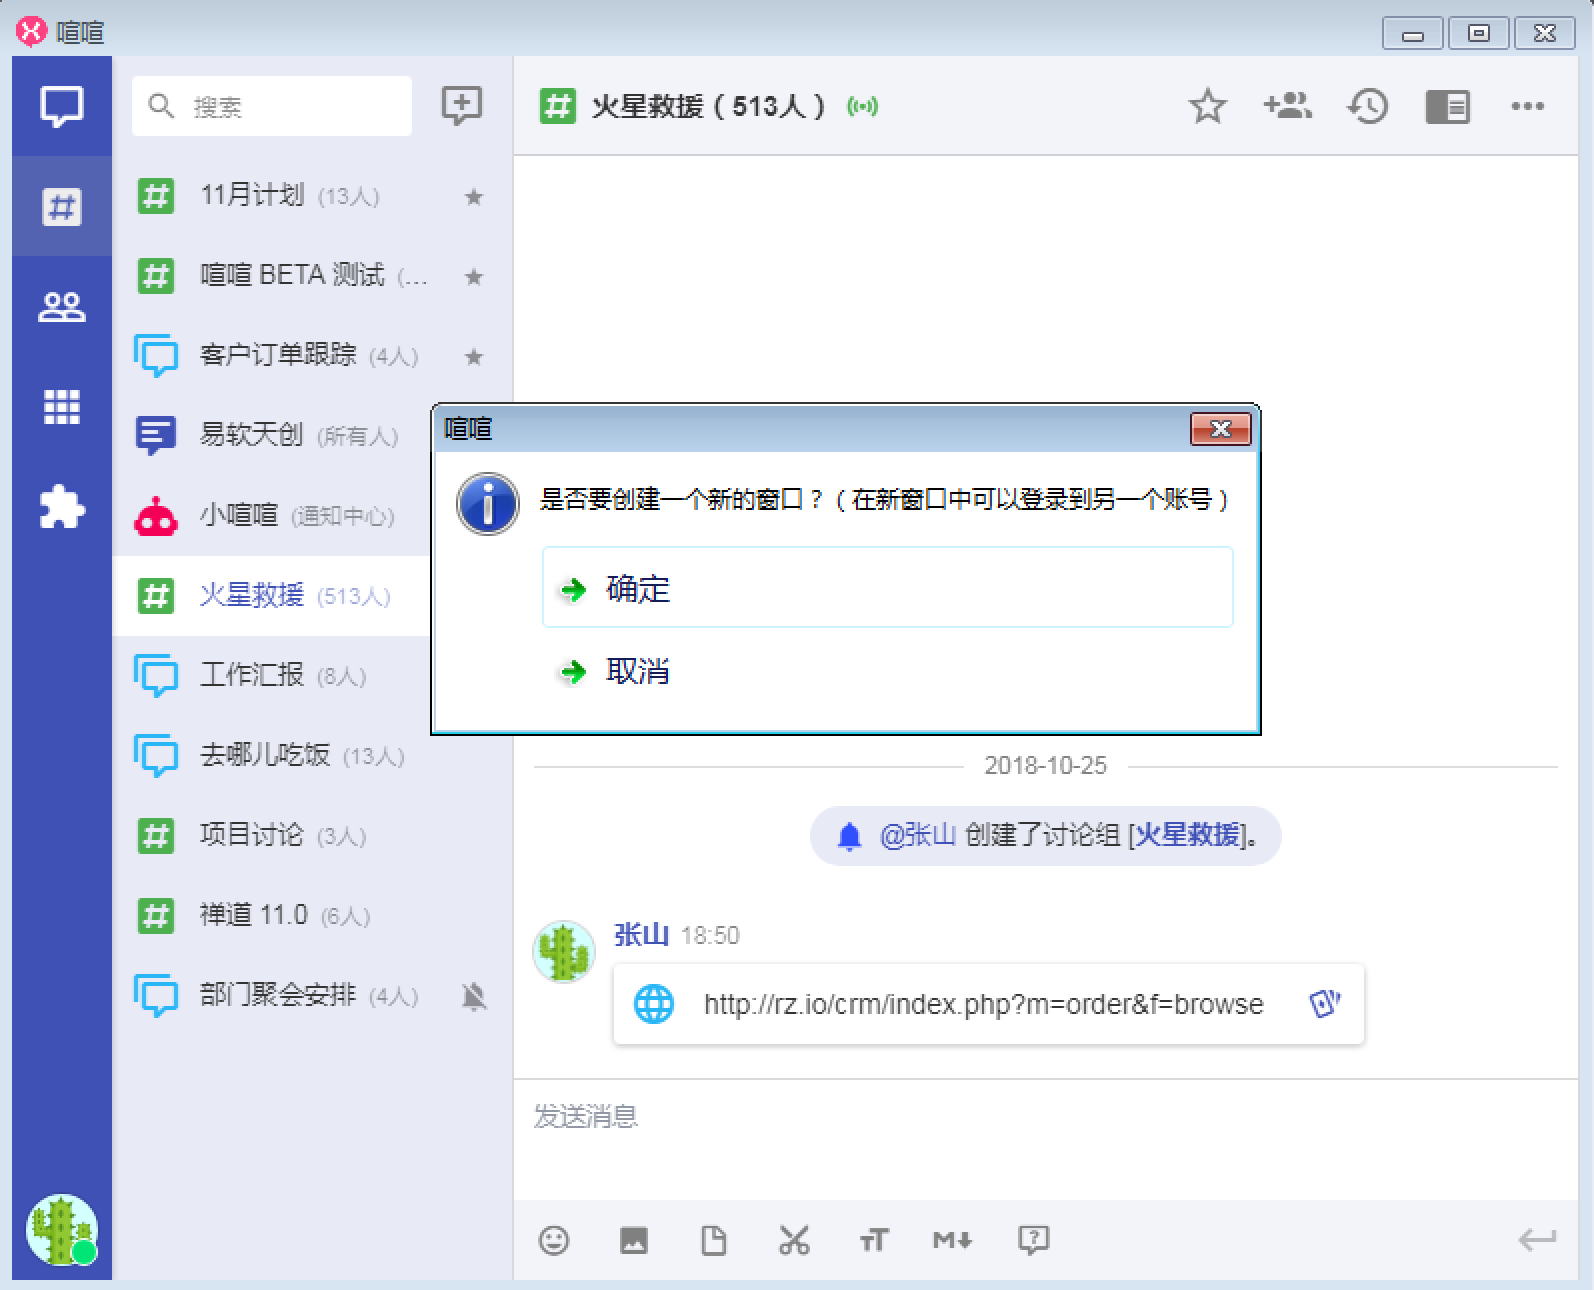 喧喧
搜索
11月计划 (13人)
喧喧 BETA 测试 (...
客户订单跟踪 (4人)
易软天创 (所有人)
小喧喧 (通知中心)
火星救援 (513人)
工作汇报 (8人)
去哪儿吃饭 (13人)
项目讨论 (3人)
禅道 11.0 (6人)
部门聚会安排 (4人)
火星救援（513人）
喧喧
是否要创建一个新的窗口？（在新窗口中可以登录到另一个账号）
确定
取消
2018-10-25
@张山 创建了讨论组 [火星救援]。
张山 18:50
http://rz.io/crm/index.php?m=order&f=browse
发送消息
TT
M